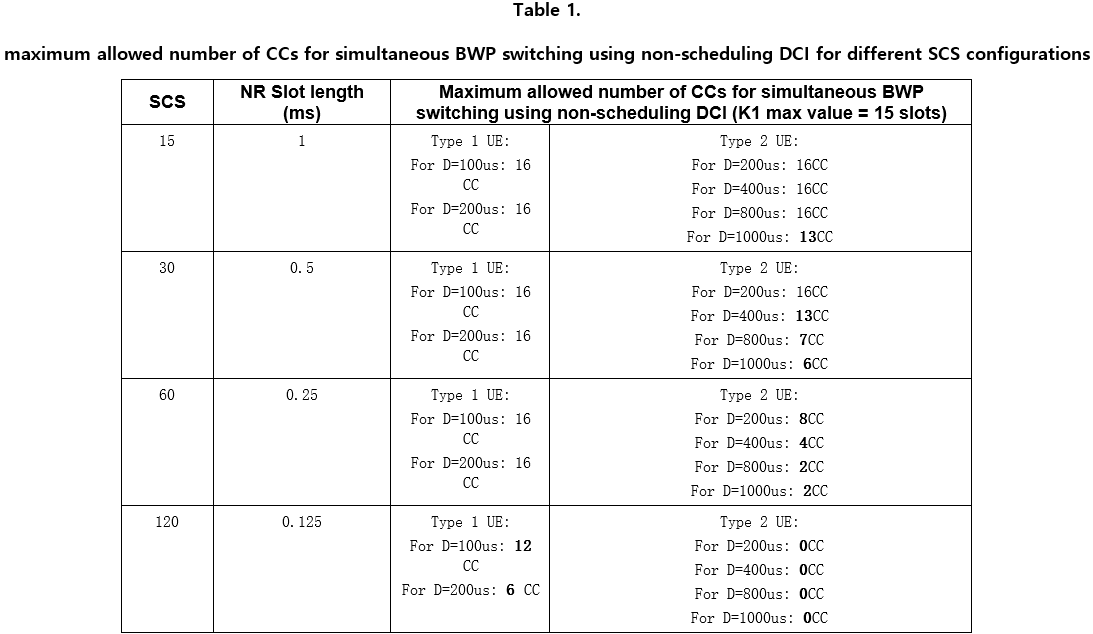 Table 1.
maximum allowed number of CCs for simultaneous BWP switching using non-scheduling DCI for different SCS configurations
SCS
NR Slot length
(ms)
Maximum allowed number of CCs for simultaneous BWP
switching using non-scheduling DCI (K1 max value = 15 slots)
15
1
Type 1 UE:
For D=100us: 16
CC
For D=200us: 16
CC
Type 2 UE:
For D=200us: 16CC
For D=400us: 16CC
For D=800us: 16CC
For D=1000us: 13CC
30
0.5
Type 1 UE:
For D=100us: 16
CC
For D=200us: 16
CC
Type 2 UE:
For D=200us: 16CC
For D=400us: 13CC
For D=800us: 7CC
For D=1000us: 6CC
60
0.25
Type 1 UE:
For D=100us: 16
CC
For D=200us: 16
CC
Type 2 UE:
For D=200us: 8CC
For D=400us: 4CC
For D=800us: 2CC
For D=1000us: 2CC
120
0.125
Type 1 UE:
For D=100us: 12
CC
For D=200us: 6 CC
Type 2 UE:
For D=200us: 0CC
For D=400us: 0CC
For D=800us: 0CC
For D=1000us: 0CC